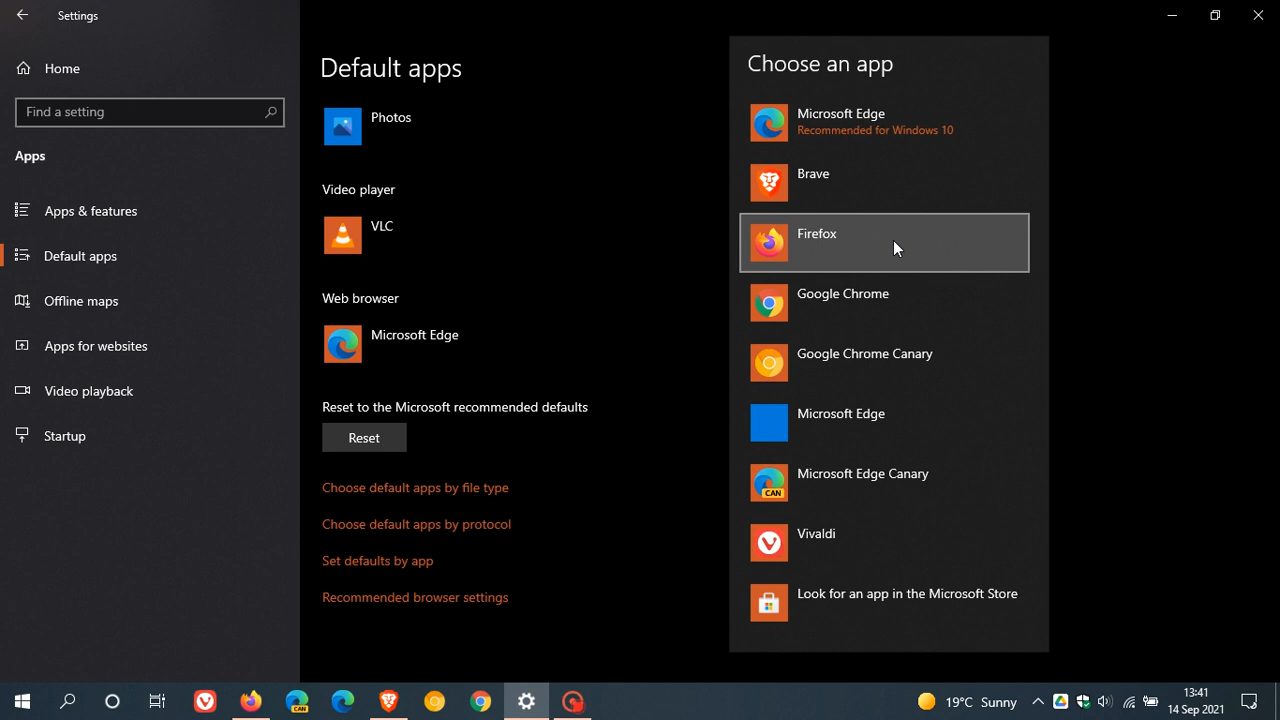 Settings
Home
Find a setting
Apps
Apps & features
Default apps
Offline maps
Apps for websites
Video playback
Startup
Default apps
Photos
Video player
VLC
Web browser
Microsoft Edge
Reset to the Microsoft recommended defaults
Reset
Choose default apps by file type
Choose default apps by protocol
Set defaults by app
Recommended browser settings
Choose an app
Microsoft Edge
Recommended for Windows 10
Brave
Firefox
Google Chrome
Google Chrome Canary
Microsoft Edge
Microsoft Edge Canary
CAN
Vivaldi
Look for an app in the Microsoft Store
CAN
19°C Sunny
13:41
14 Sep 2021